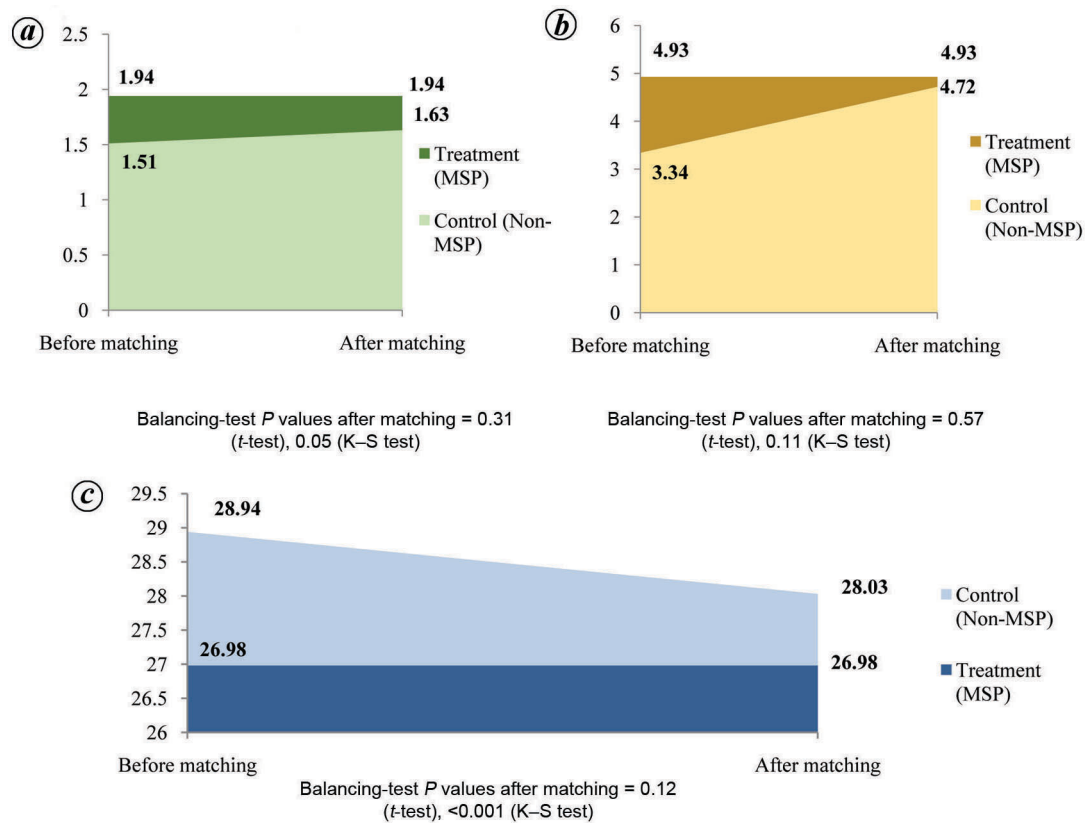 a
2.5
2
1.5
1
0.5
0
1.94
1.94
1.63
1.51
Treatment
(MSP)
Control (Non-
MSP)
Before matching
After matching
Balancing-test P values after matching = 0.31
(t-test), 0.05 (K–S test)
b
6
5
4
3
2
1
0
4.93
4.93
4.72
3.34
Treatment
(MSP)
Control
(Non-MSP)
Before matching
After matching
Balancing-test P values after matching = 0.57
(t-test), 0.11 (K–S test)
c
29.5
29
28.5
28
27.5
27
26.5
26
28.94
28.03
26.98
26.98
Control
(Non-MSP)
Treatment
(MSP)
Before matching
After matching
Balancing-test P values after matching = 0.12
(t-test), <0.001 (K–S test)